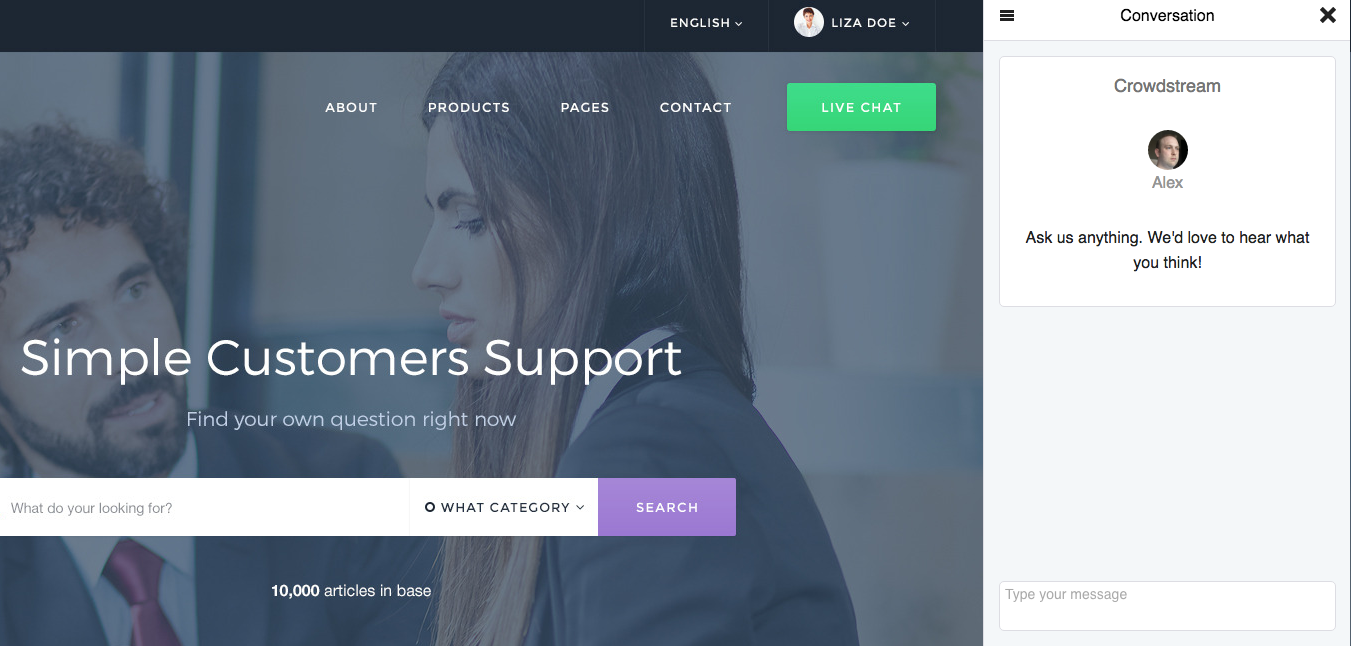 ENGLISH
LIZA DOE
ABOUT
PRODUCTS
PAGES
CONTACT
LIVE CHAT
Simple Customers Support
Find your own question right now
What do your looking for?
WHAT CATEGORY
SEARCH
10,000 articles in base
Conversation
Crowdstream
Alex
Ask us anything. We'd love to hear what
you think!
Type your message